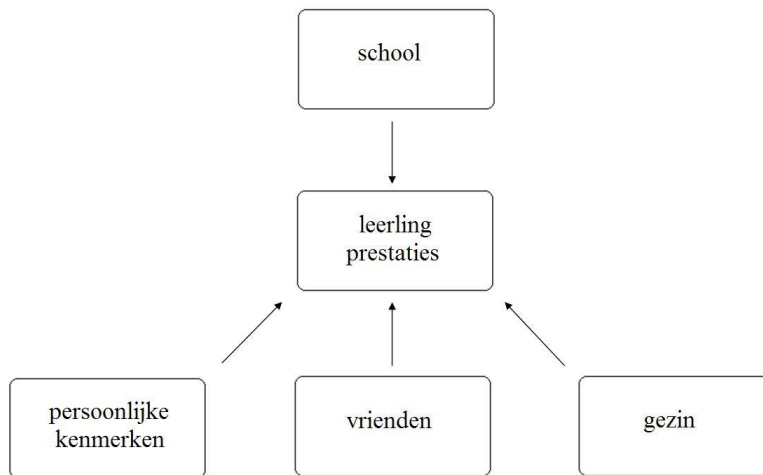 school
leerling
prestaties
persoonlijke
kenmerken
vrienden
gezin